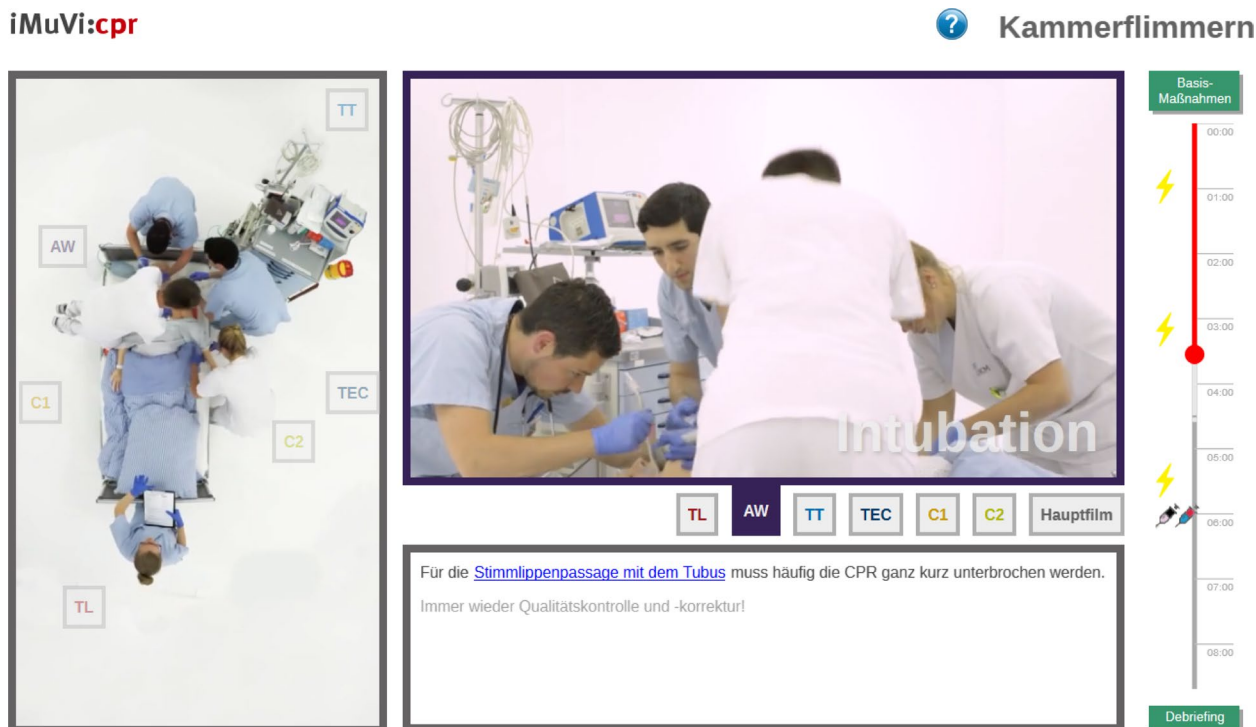 iMuVi:cpr
Kammerflimmern
TT
AW
C1
TEC
C2
TL
Intubation
TL
AW
TT
TEC
C1
C2
Hauptfilm
Für die Stimmlippenpassage mit dem Tubus muss häufig die CPR ganz kurz unterbrochen werden.
Immer wieder Qualitätskontrolle und -korrektur!
Basis-
Maßnahmen
00:00
01:00
02:00
03:00
04:00
05:00
06:00
07:00
08:00
Debriefing